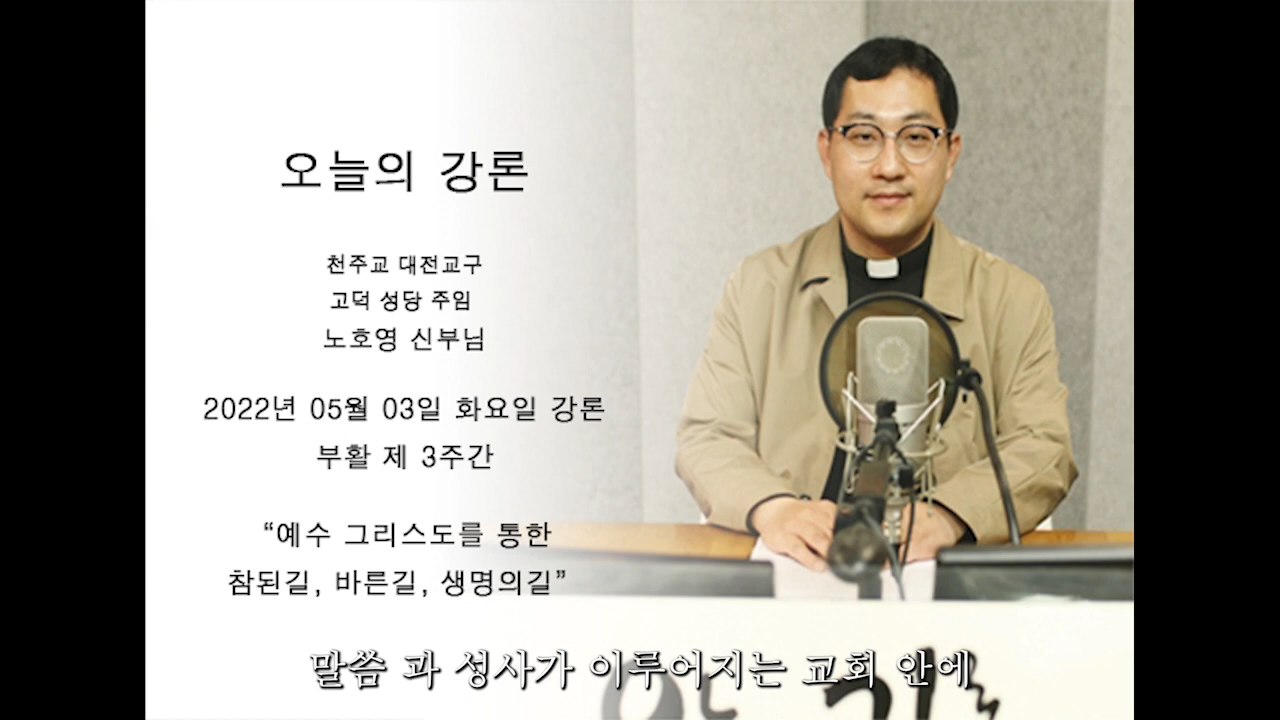 오늘의 강론
천주교 대전교구
고덕 성당 주임
노호영 신부님
2022년 05월 03일 화요일 강론
부활 제 3주간
“예수 그리스도를 통한
참된길, 바른길, 생명의길”
말씀 과 성사가 이루어지는 교회 안에